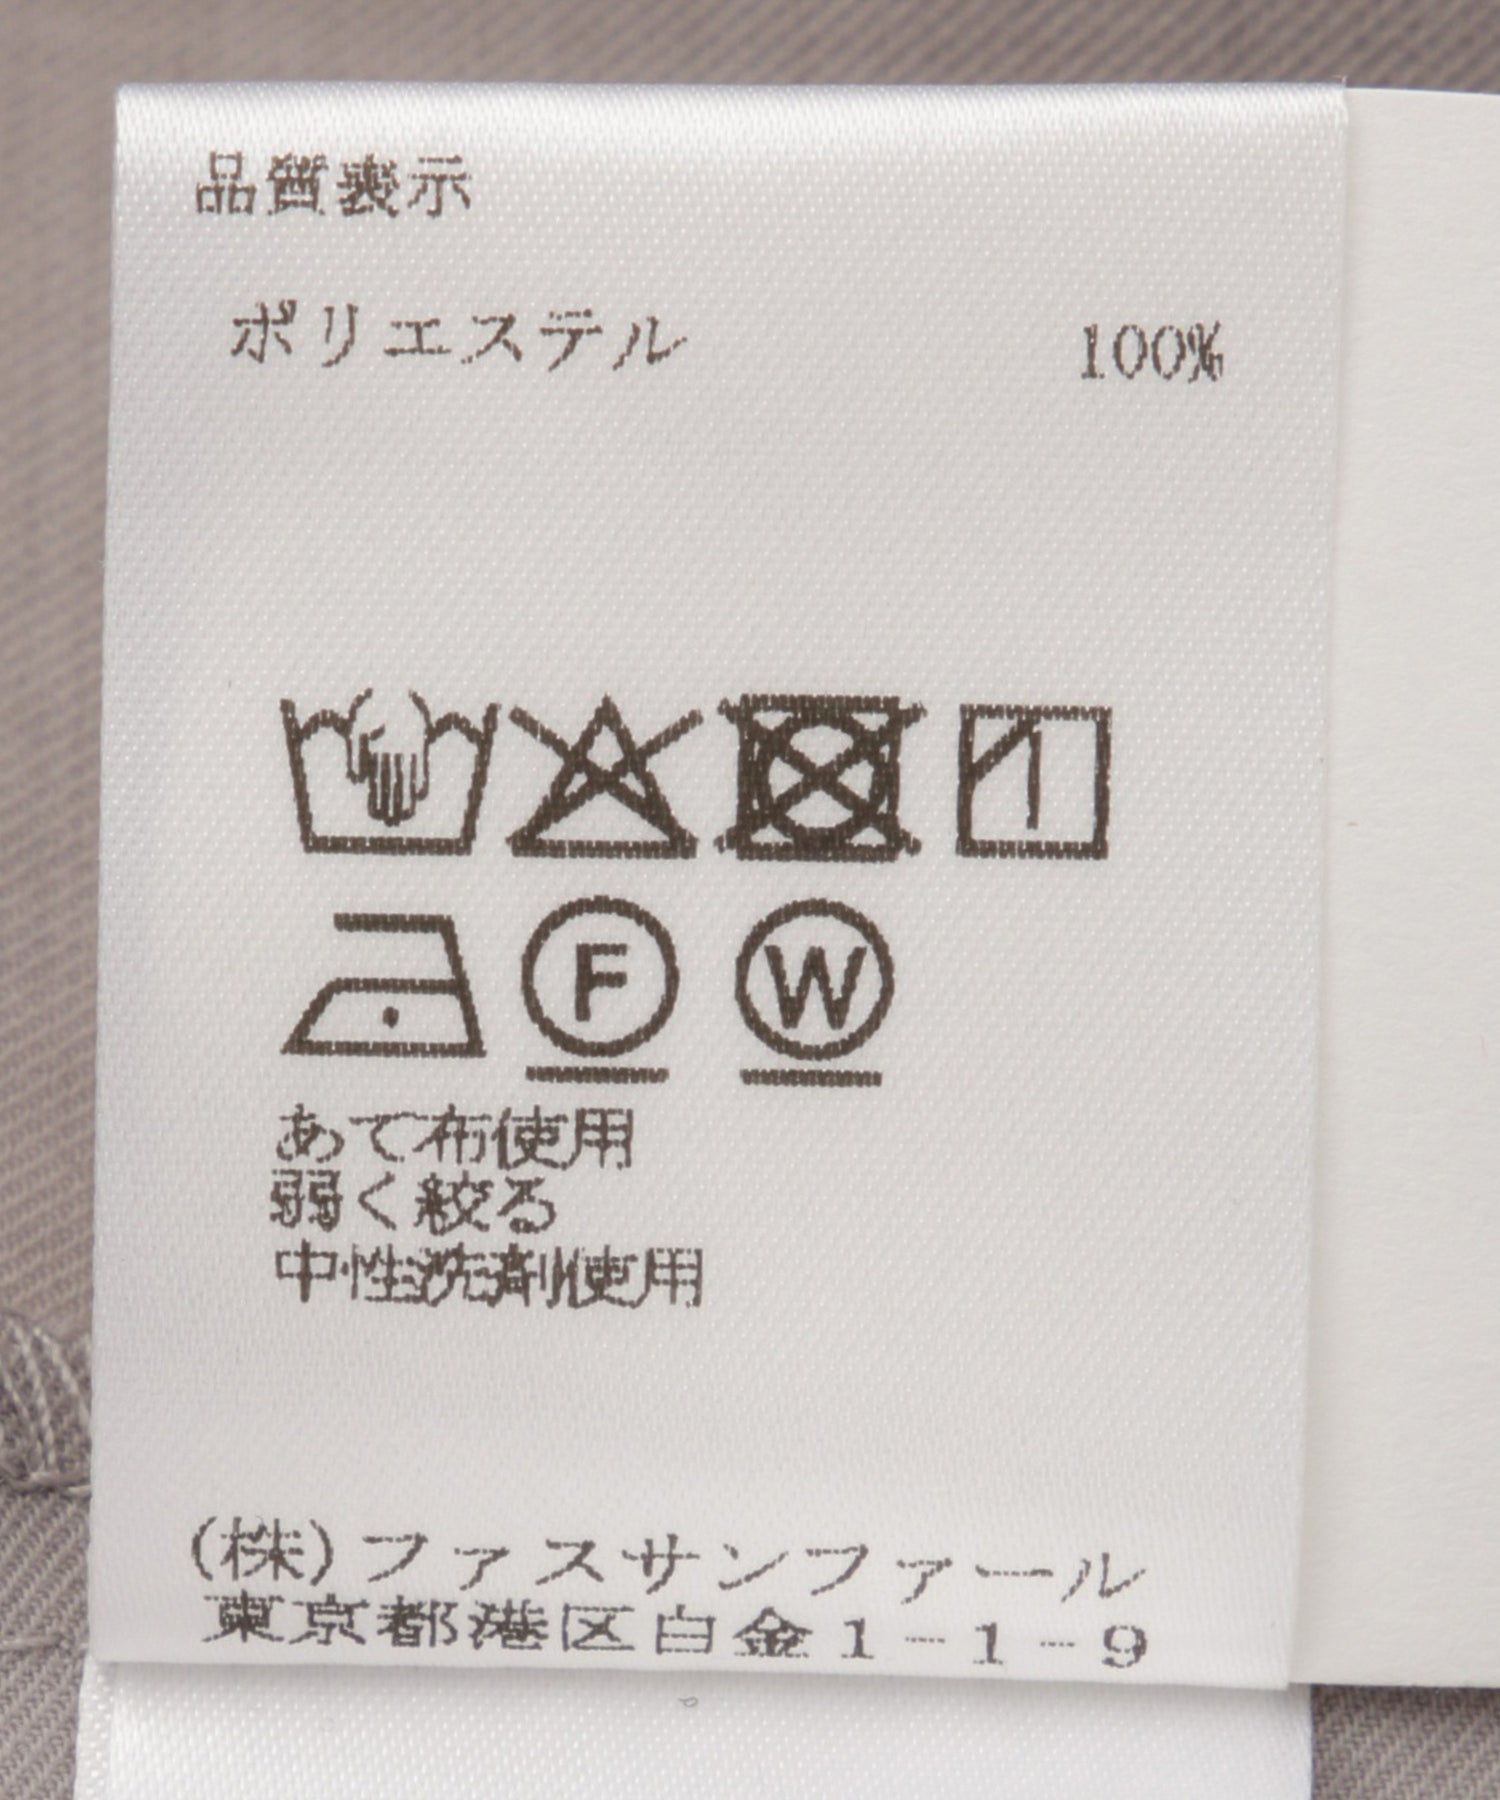 品質表示
ポリエステル 100%
F W
あて布使用
弱く絞る
中性洗剤使用
(株)ファスサンファール
東京都港区白金1-1-9